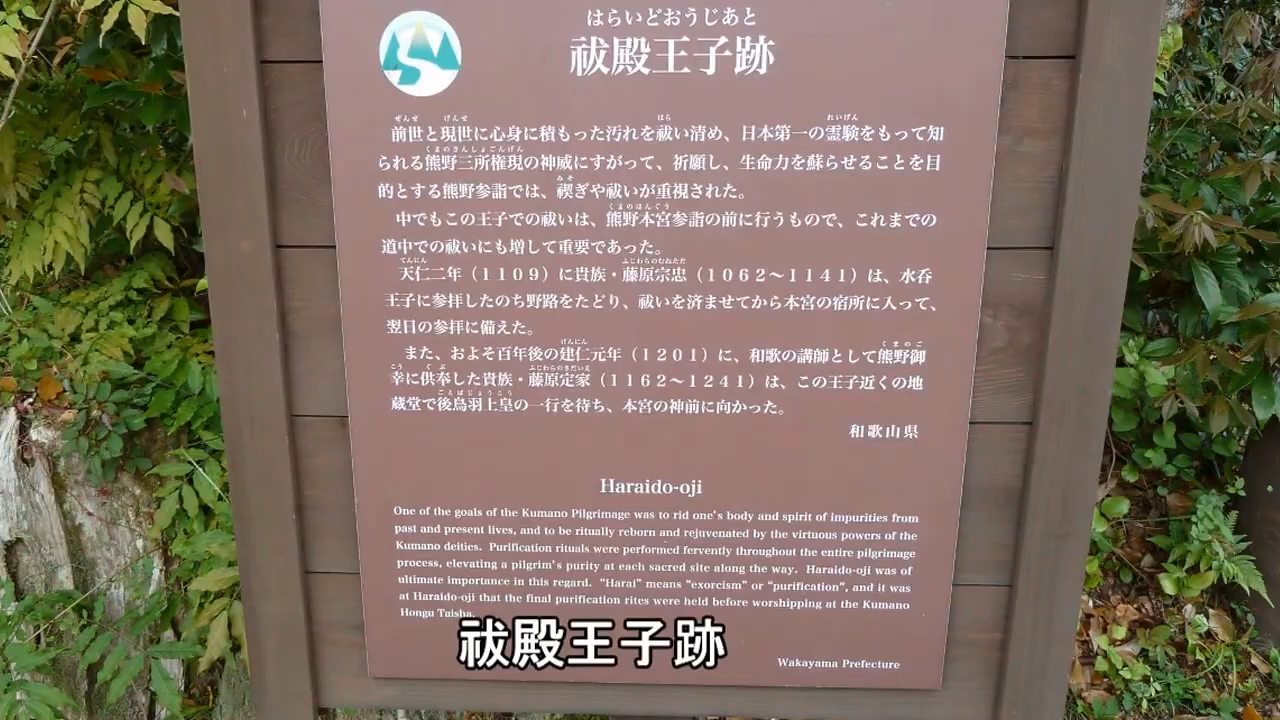 はらいどおうじあと
祓殿王子跡
前世と現世に心身に積もった汚れを祓い清め、日本第一の霊験をもって知
られる熊野三所権現の神威にすがって、祈願し、生命力を蘇らせることを目
的とする熊野参詣では、禊ぎや祓いが重視された。
中でもこの王子での祓いは、熊野本宮参詣の前に行うもので、これまでの
道中での祓いにも増して重要であった。
天仁二年（1109）に貴族・藤原宗忠（1062～1141）は、水呑
王子に参拝したのち野路をたどり、祓いを済ませてから本宮の宿所に入って、
翌日の参拝に備えた。
また、およそ百年後の建仁元年（1201）に、和歌の講師として熊野御
幸に供奉した貴族・藤原定家（1162～1241）は、この王子近くの地
蔵堂で後鳥羽上皇の一行を待ち、本宮の神前に向かった。
和歌山県
Haraido-oji
One of the goals of the Kumano Pilgrimage was to rid one's body and spirit of impurities from
past and present lives, and to be ritually reborn and rejuvenated by the virtuous powers of the
Kumano deities. Purification rituals were performed fervently throughout the entire pilgrimage
process, elevating a pilgrim's purity at each sacred site along the way. Haraido-oji was of
ultimate importance in this regard. "Harai" means "exorcism" or "purification", and it was
at Haraido-oji that the final purification rites were held before worshipping at the Kumano
Hongu Taisha.
祓殿王子跡
Wakayama Prefecture